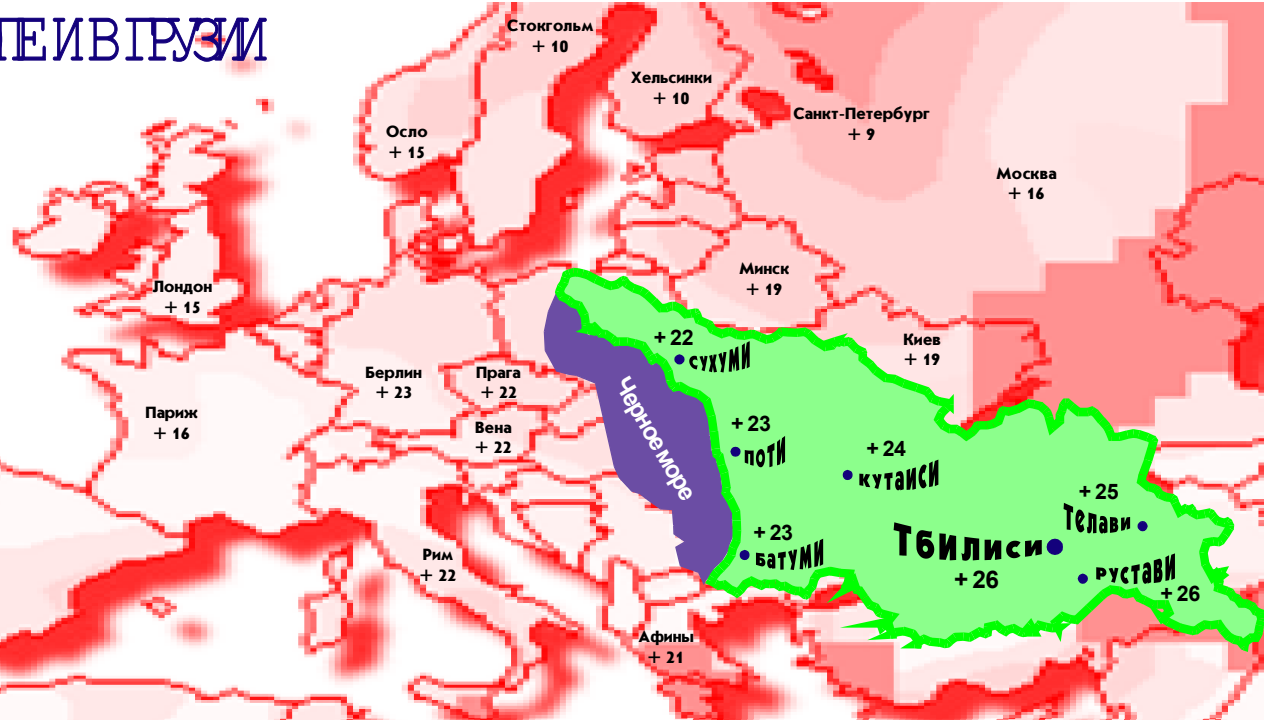 ПЕ И В ГРУЗИИ
Стокгольм
+ 10
Хельсинки
+ 10
Санкт-Петербург
+ 9
Осло
+ 15
Москва
+ 16
Минск
+ 19
Лондон
+ 15
Киев
+ 19
+ 22
СУХУМИ
Берлин
+ 23
Прага
+ 22
Париж
+ 16
Вена
+ 22
Черное море
+ 23
ПОТИ
+ 24
КУТАИСИ
+ 25
Телави
Тбилиси
+ 26
+ 23
БАТУМИ
РУСТАВИ
+ 26
Рим
+ 22
Афины
+ 21